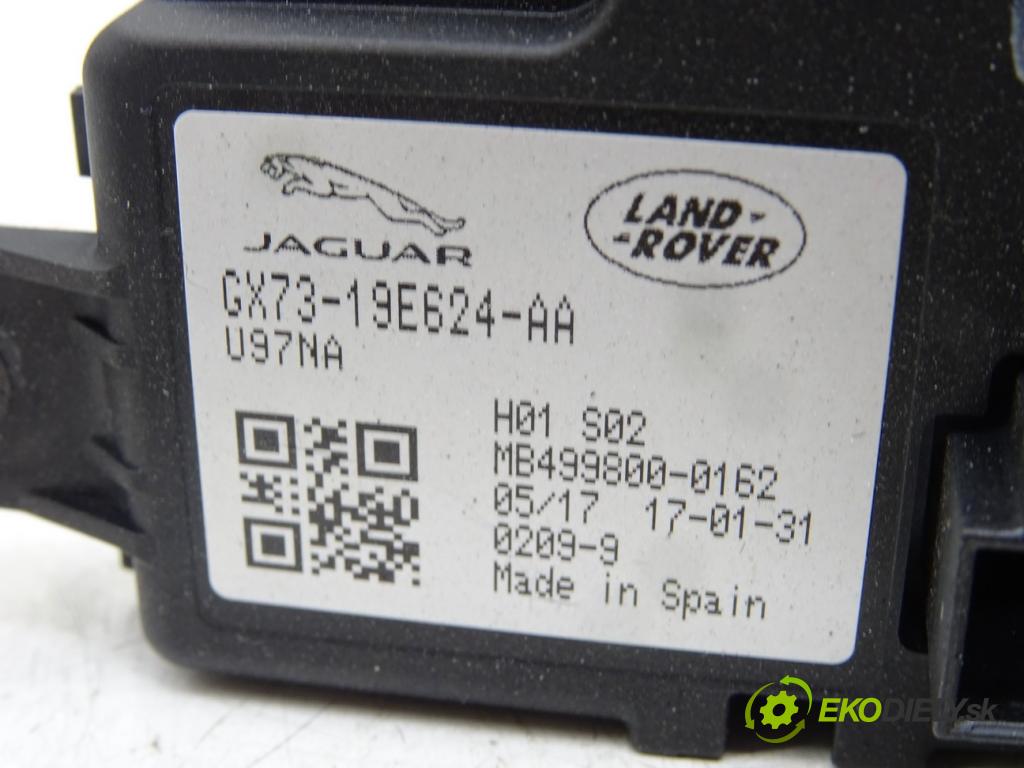 JAGUAR
LAND-
-ROVER
GX73-19E624-AA
U97NA
H01 S02
MB499800-0162
05/17 17-01-31
0209-9
Made in Spain
EKODIELY.sk